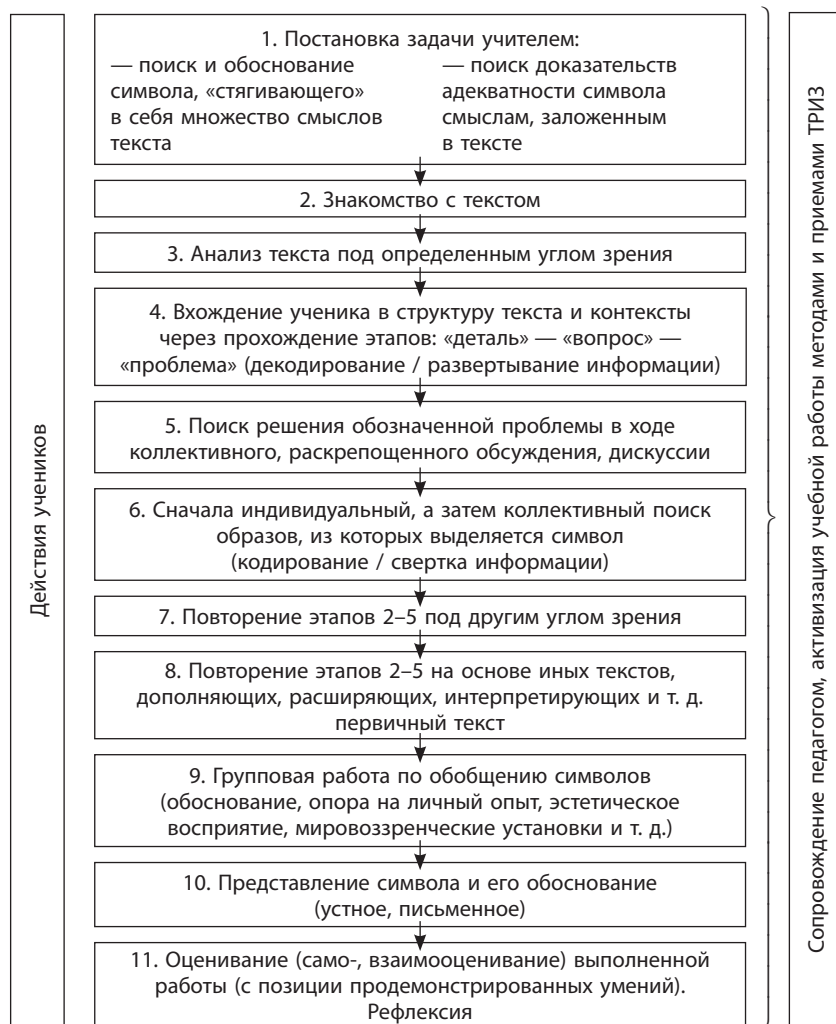 Действия учеников
1. Постановка задачи учителем:
— поиск и обоснование
символа, «стягивающего»
в себя множество смыслов
текста
— поиск доказательств
адекватности символа
смыслам, заложенным
в тексте
2. Знакомство с текстом
3. Анализ текста под определенным углом зрения
4. Вхождение ученика в структуру текста и контексты
через прохождение этапов: «деталь» — «вопрос» —
«проблема» (декодирование / развертывание информации)
5. Поиск решения обозначенной проблемы в ходе
коллективного, раскрепощенного обсуждения, дискуссии
6. Сначала индивидуальный, а затем коллективный поиск
образов, из которых выделяется символ
(кодирование / свертка информации)
7. Повторение этапов 2–5 под другим углом зрения
8. Повторение этапов 2–5 на основе иных текстов,
дополняющих, расширяющих, интерпретирующих и т. д.
первичный текст
9. Групповая работа по обобщению символов
(обоснование, опора на личный опыт, эстетическое
восприятие, мировоззренческие установки и т. д.)
10. Представление символа и его обоснование
(устное, письменное)
11. Оценивание (само-, взаимооценивание) выполненной
работы (с позиции продемонстрированных умений).
Рефлексия
Сопровождение педагогом, активизация учебной работы методами и приемами ТРИЗ